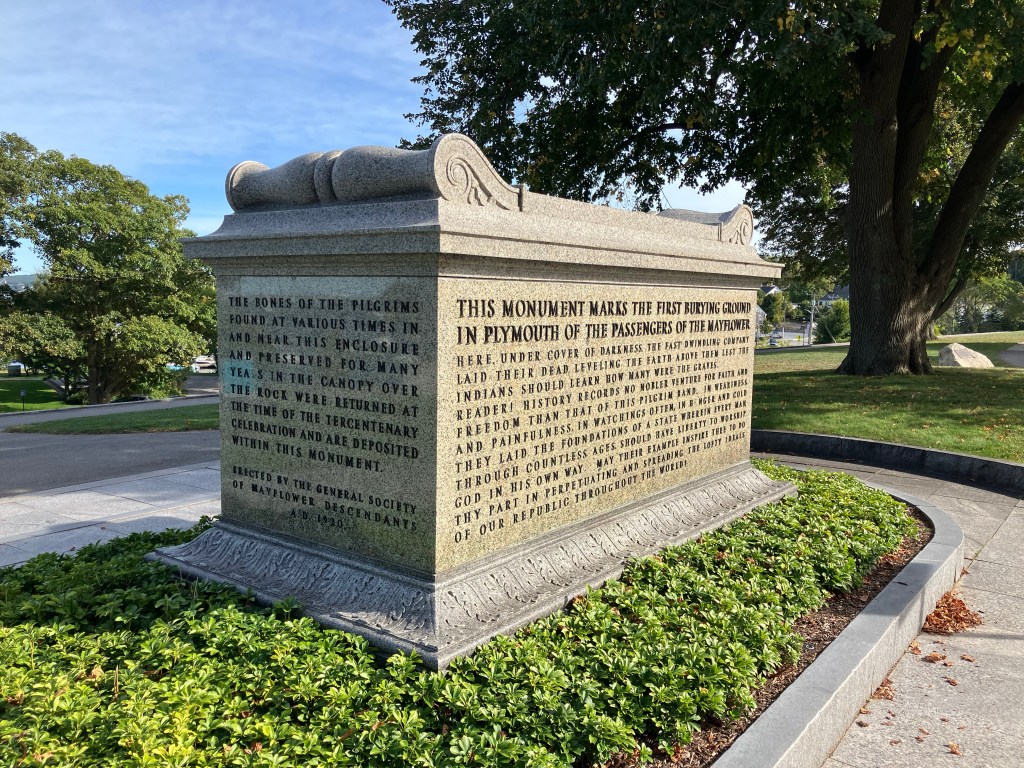 THE BONES OF THE PILGRIMS
FOUND AT VARIOUS TIMES IN
AND NEAR THIS ENCLOSURE
AND PRESERVED FOR MANY
YEA S IN THE CANOPY OVER
THE ROCK WERE RETURNED AT
THE TIME OF THE TERCENTENARY
CELEBRATION AND ARE DEPOSITED
WITHIN THIS MONUMENT.
ERECTED BY THE GENERAL SOCIETY
OF MAYFLOWER DESCENDANTS
A.D. 1920.
THIS MONUMENT MARKS THE FIRST BURYING GROUND
IN PLYMOUTH OF THE PASSENGERS OF THE MAYFLOWER
HERE, UNDER COVER OF DARKNESS, THE FAST DWINDLING COMPANY
LAID THEIR DEAD, LEVELING THE EARTH ABOVE THEM LEST THE
INDIANS SHOULD LEARN HOW MANY WERE THE GRAVES.
READER! HISTORY RECORDS NO NOBLER VENTURE FOR FAITH AND
FREEDOM THAN THAT OF THIS PILGRIM BAND. IN WEARINESS
AND PAINFULNESS, IN WATCHINGS OFTEN, IN HUNGER AND COLD
THEY LAID THE FOUNDATIONS OF A STATE WHEREIN EVERY MAN
THROUGH COUNTLESS AGES, SHOULD HAVE LIBERTY TO WORSHIP
GOD IN HIS OWN WAY. MAY THEIR EXAMPLE INSPIRE THEE TO DO
THY PART IN PERPETUATING AND SPREADING THE LOFTY IDEALS
OF OUR REPUBLIC THROUGHOUT THE WORLD!